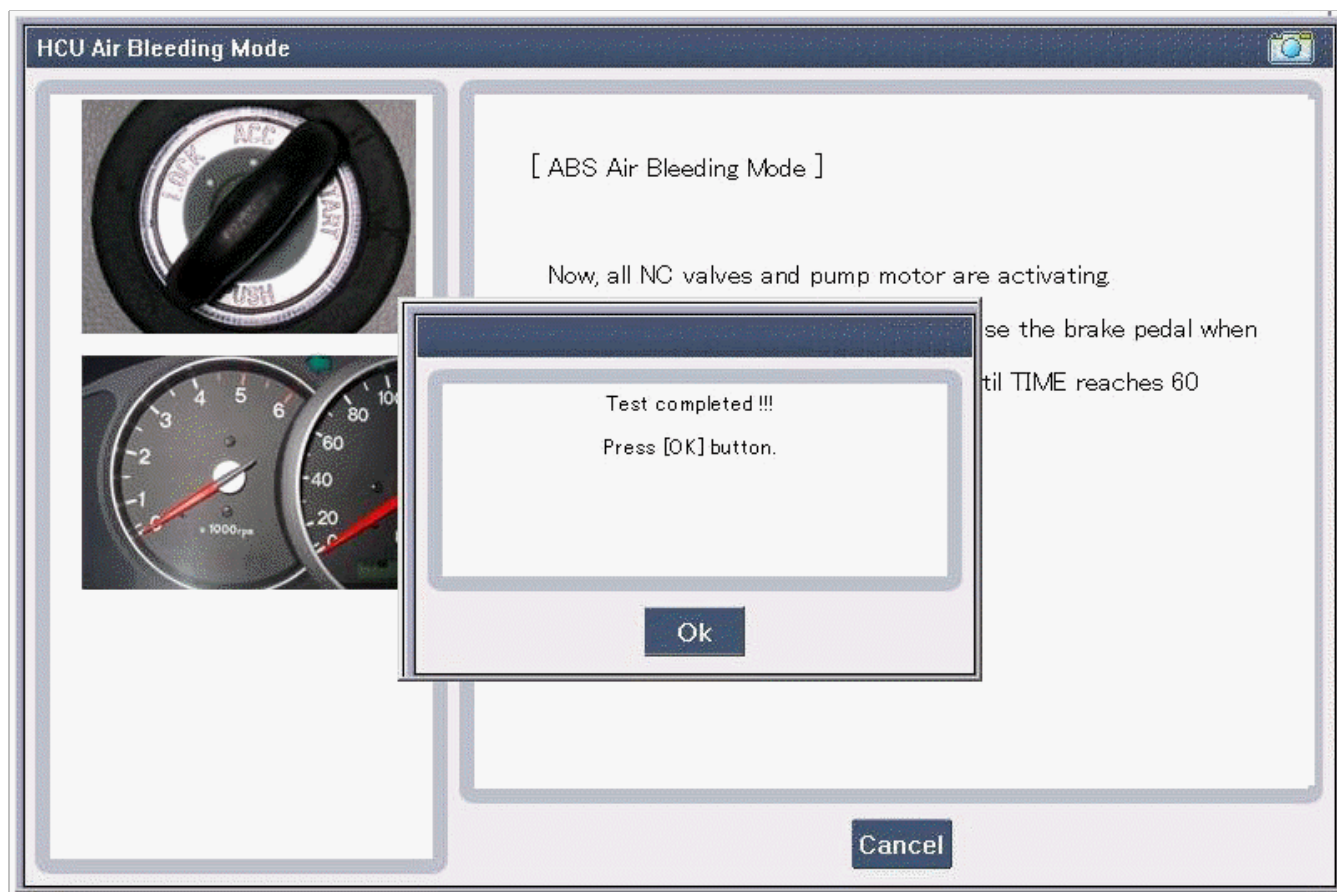 HCU Air Bleeding Mode
LOCK
ACC
START
PUSH
[ ABS Air Bleeding Mode ]
Now, all NC valves and pump motor are activating.
se the brake pedal when
til TIME reaches 60
Test completed !!!
Press [OK] button.
Ok
0 1 2 3 4 5 6
× 1000rpm
0 20 40 60 80 100
Cancel